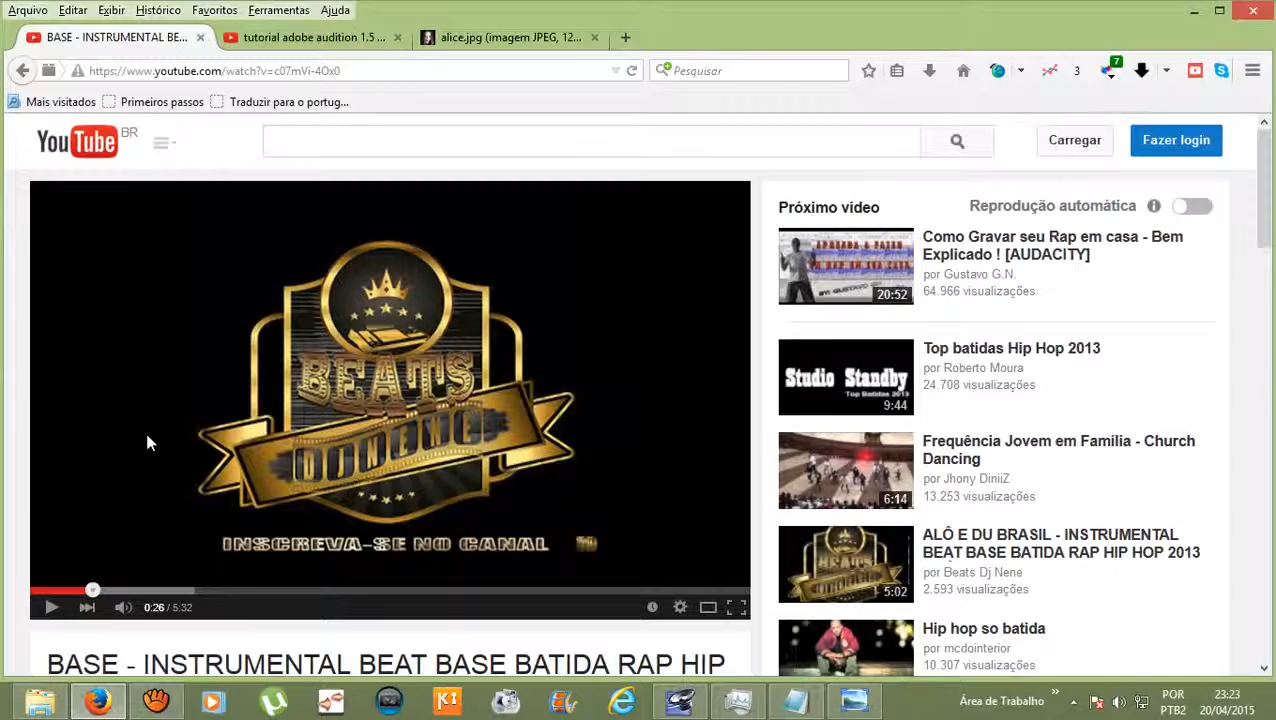 Arquivo Editar Exibir Histórico Favoritos Ferramentas Ajuda
BASE - INSTRUMENTAL BE... tutorial adobe audition 1.5 ... alice.jpg (imagem JPEG, 12...
https://www.youtube.com/watch?v=c07mVi-4Ox0 Pesquisar 3 7
Mais visitados Primeiros passos Traduzir para o portug...
YouTube BR Carregar Fazer login
Próximo vídeo Reprodução automática
Como Gravar seu Rap em casa - Bem
Explicado ! [AUDACITY]
por Gustavo G.N.
64.966 visualizações
20:52
Top batidas Hip Hop 2013
por Roberto Moura
24.708 visualizações
Studio Standby
Top Batidas 2013
9:44
Frequência Jovem em Família - Church
Dancing
por Jhony DiniiZ
13.253 visualizações
6:14
ALÔ E DU BRASIL - INSTRUMENTAL
BEAT BASE BATIDA RAP HIP HOP 2013
por Beats Dj Nene
2.593 visualizações
5:02
Hip hop so batida
por mcdointerior
10.307 visualizações
BEATS
INSCREVA-SE NO CANAL
0:26 / 5:32
BASE - INSTRUMENTAL BEAT BASE BATIDA RAP HIP
K1 Área de Trabalho POR 23:23
PTB2 20/04/2015